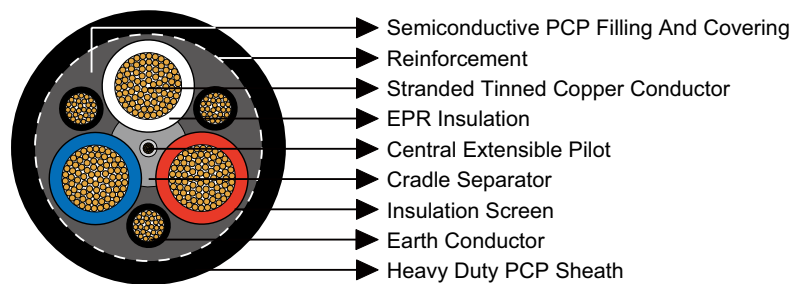 Semiconductive PCP Filling And Covering
Reinforcement
Stranded Tinned Copper Conductor
EPR Insulation
Central Extensible Pilot
Cradle Separator
Insulation Screen
Earth Conductor
Heavy Duty PCP Sheath